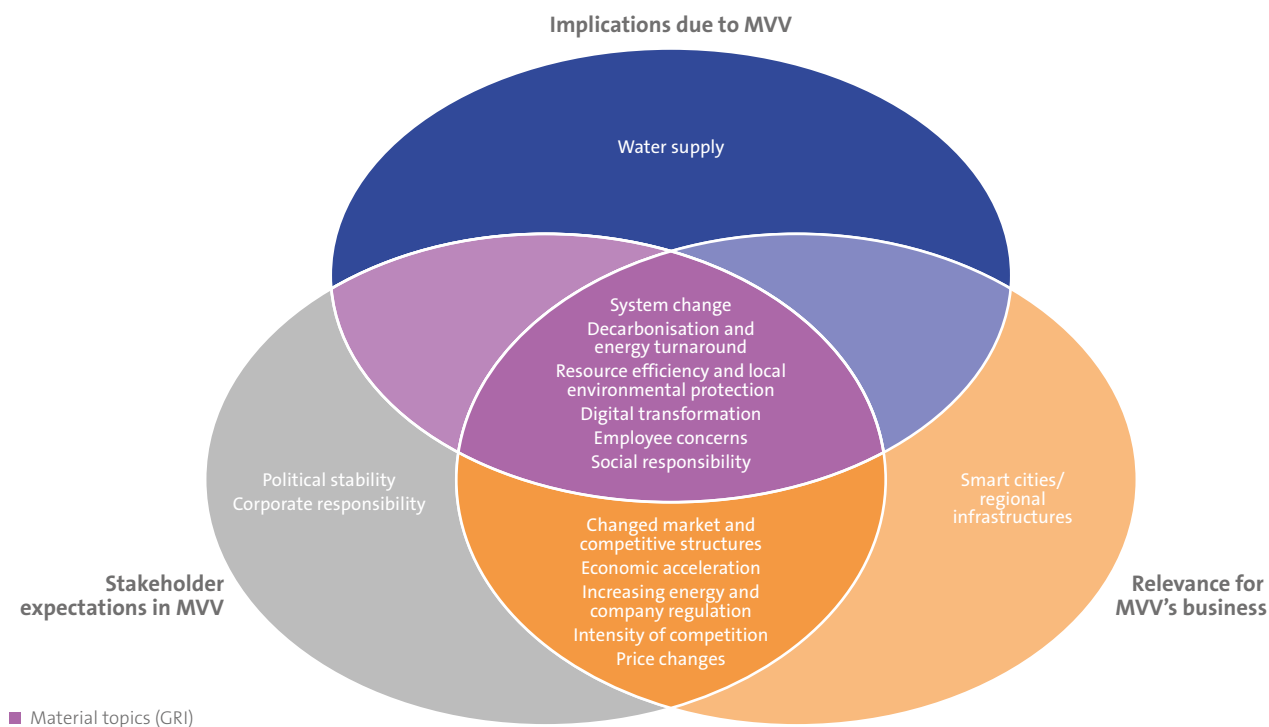 Implications due to MVV
Water supply
System change
Decarbonisation and
energy turnaround
Resource efficiency and local
environmental protection
Digital transformation
Employee concerns
Social responsibility
Political stability
Corporate responsibility
Smart cities/
regional
infrastructures
Changed market and
competitive structures
Economic acceleration
Increasing energy and
company regulation
Intensity of competition
Price changes
Stakeholder
expectations in MVV
Relevance for
MVV's business
Material topics (GRI)